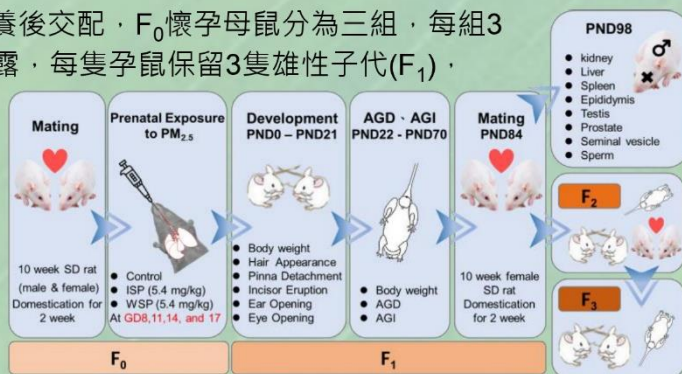 養後交配，F₀懷孕母鼠分為三組，每組3
露，每隻孕鼠保留3隻雄性子代(F₁)，
Mating
10 week SD rat
(male & female)
Domestication for
2 week
Prenatal Exposure
to PM₂.₅
● Control
● ISP (5.4 mg/kg)
● WSP (5.4 mg/kg)
At GD8,11,14, and 17
Development
PND0 – PND21
● Body weight
● Hair Appearance
● Pinna Detachment
● Incisor Eruption
● Ear Opening
● Eye Opening
AGD、AGI
PND22 - PND70
● Body weight
● AGD
● AGI
Mating
PND84
10 week female
SD rat
Domestication
for 2 week
PND98
● kidney
● Liver
● Spleen
● Epididymis
● Testis
● Prostate
● Seminal vesicle
● Sperm
F₂
F₃
F₀
F₁